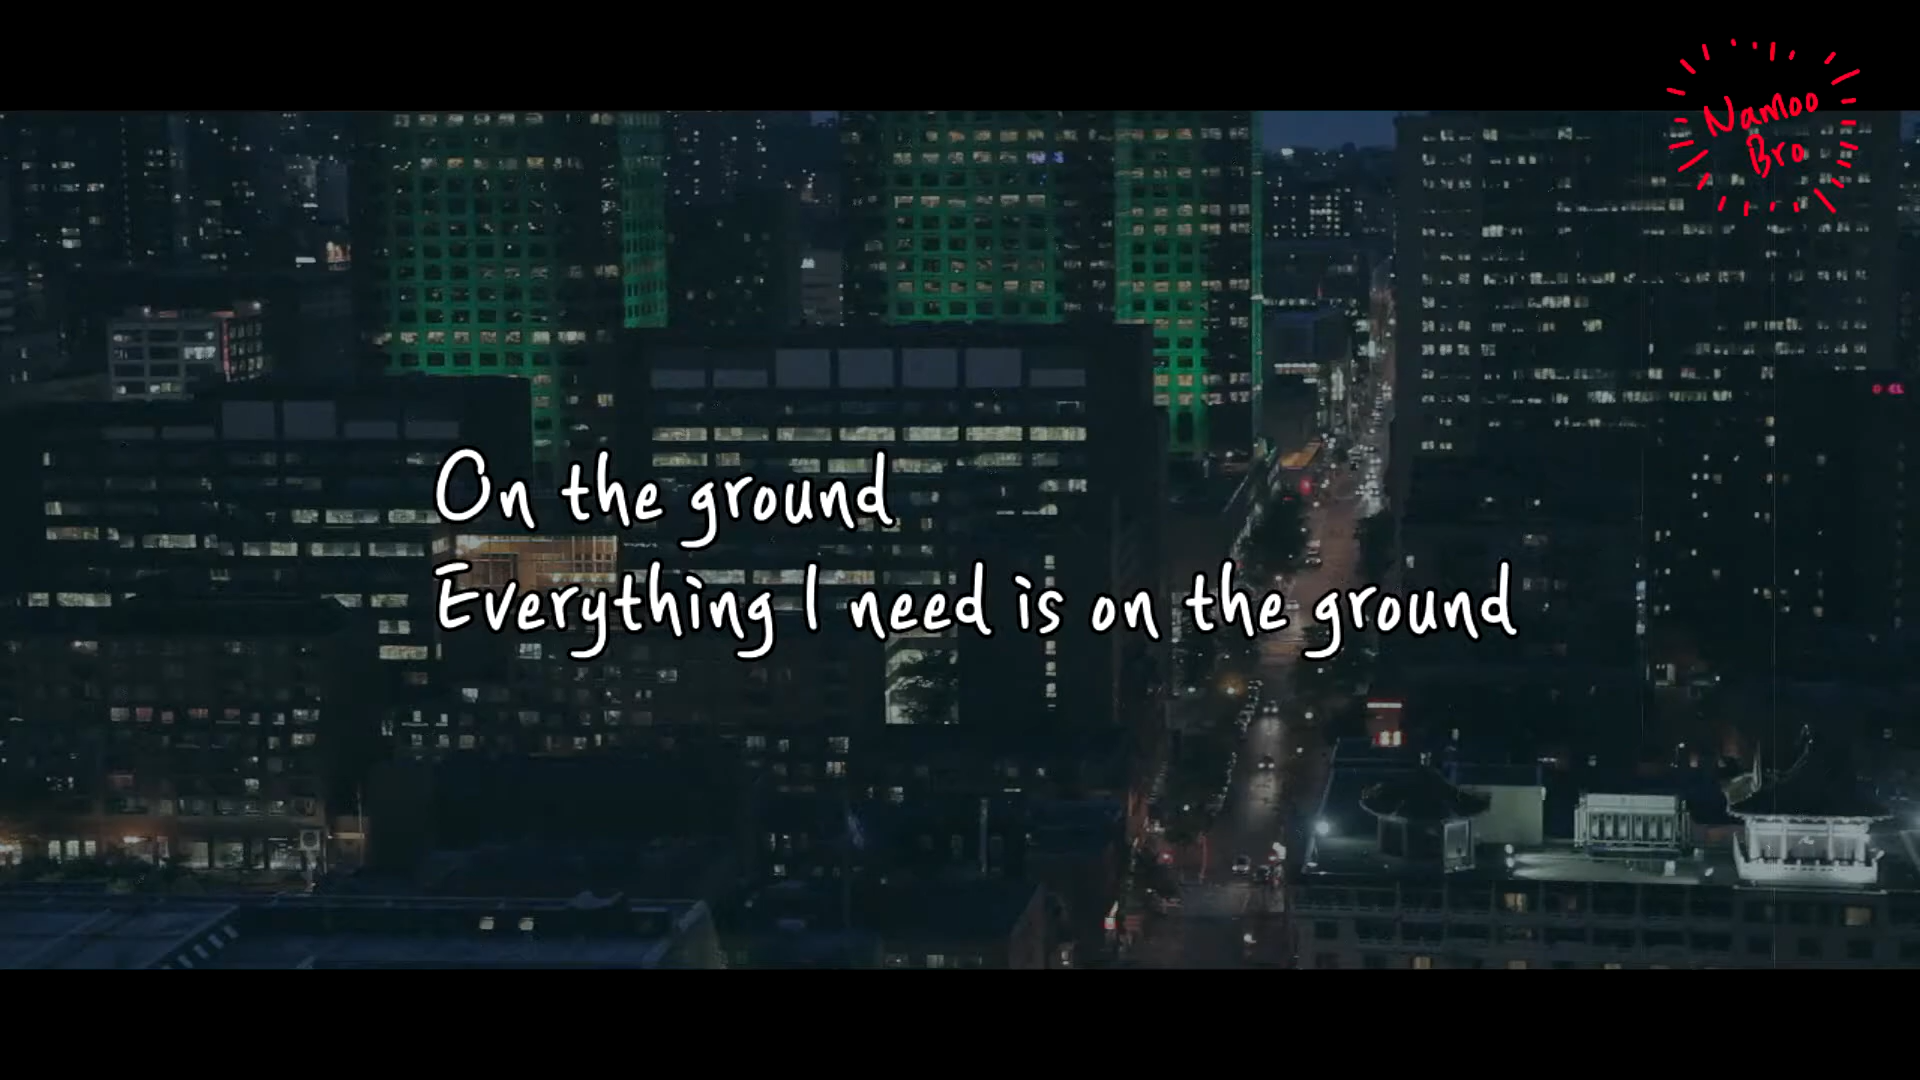 Namoo
Bro
On the ground
Everything I need is on the ground